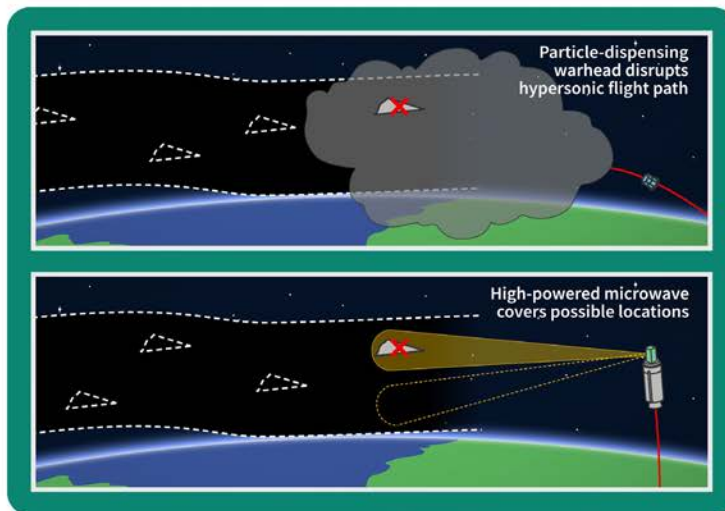 Particle-dispensing
warhead disrupts
hypersonic flight path
High-powered microwave
covers possible locations